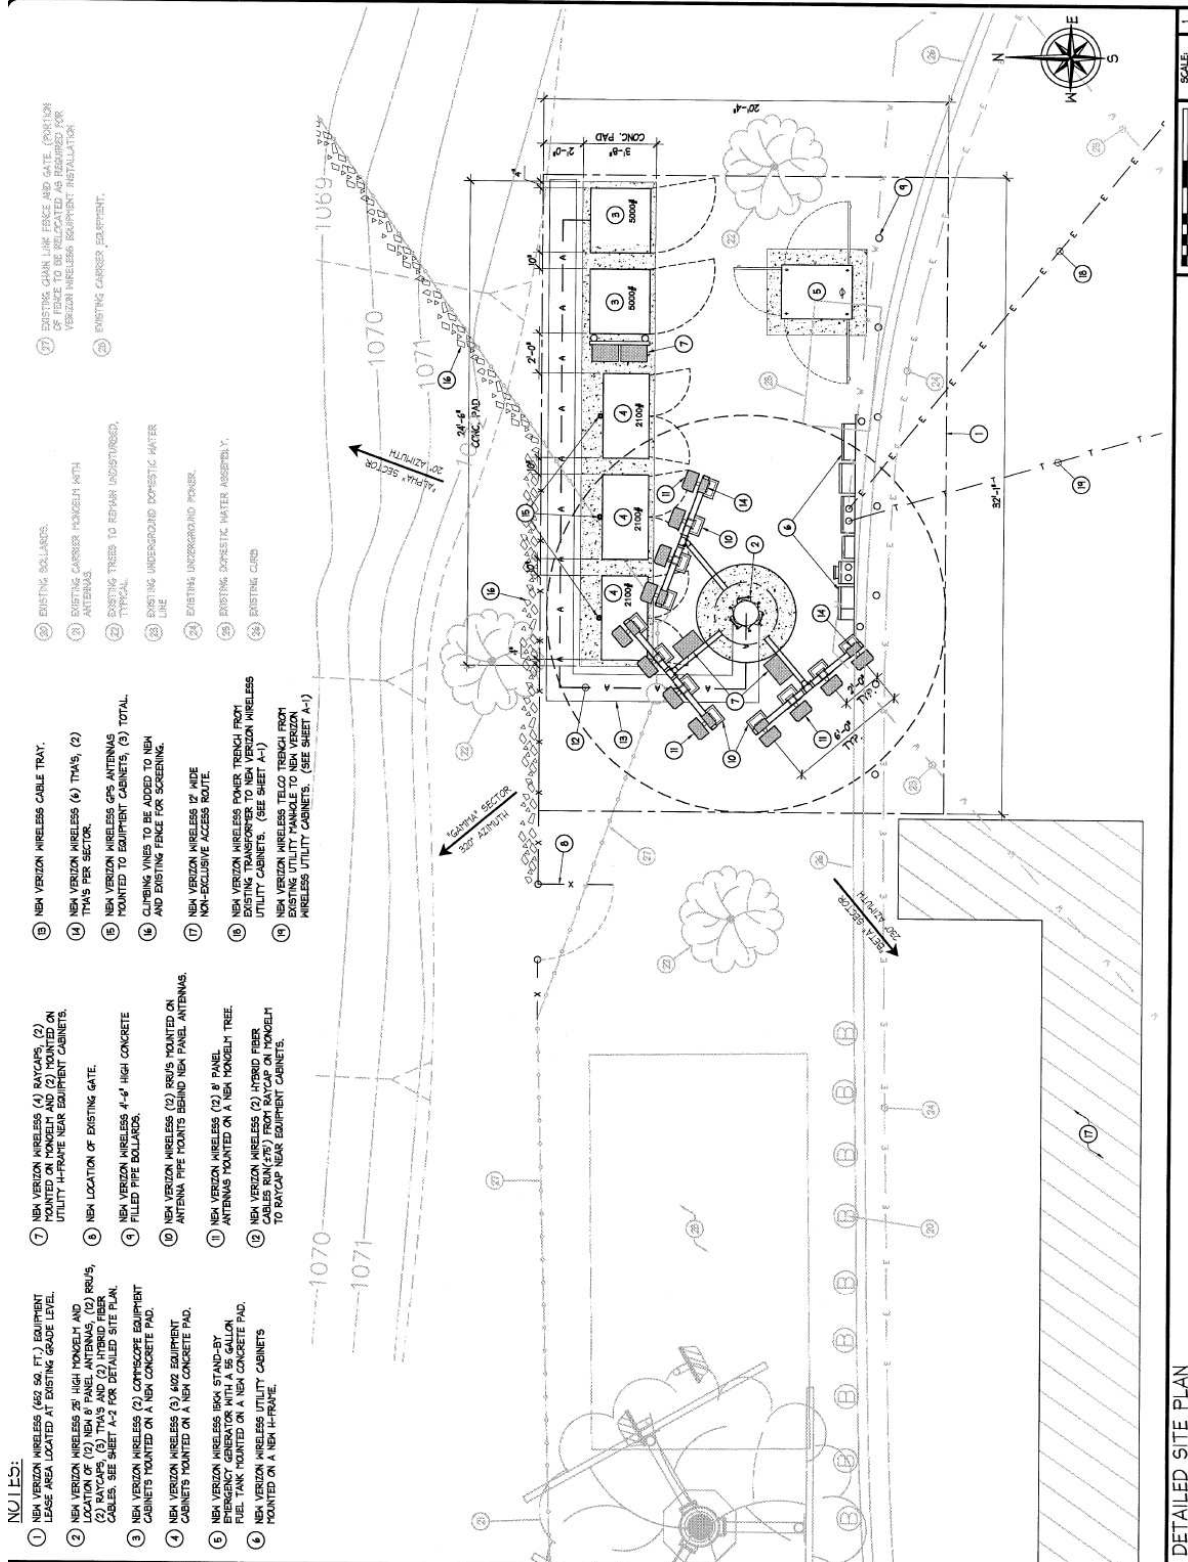 NOTES:
1 NEW VERIZON WIRELESS (652 SQ. FT.) EQUIPMENT
LEASE AREA LOCATED AT EXISTING GRADE LEVEL.
2 NEW VERIZON WIRELESS 25' HIGH MONOELM AND
LOCATION OF (12) NEW 8' PANEL ANTENNAS, (12) RRU'S,
(2) RAYCAPS, (3) TMA'S AND (2) HYBRID FIBER
CABLES. SEE SHEET A-2 FOR DETAILED SITE PLAN.
3 NEW VERIZON WIRELESS (2) COMMSCOPE EQUIPMENT
CABINETS MOUNTED ON A NEW CONCRETE PAD.
4 NEW VERIZON WIRELESS (3) 6102 EQUIPMENT
CABINETS MOUNTED ON A NEW CONCRETE PAD.
5 NEW VERIZON WIRELESS 15KW STAND-BY
EMERGENCY GENERATOR WITH A 55 GALLON
FUEL TANK MOUNTED ON A NEW CONCRETE PAD.
6 NEW VERIZON WIRELESS UTILITY CABINETS
MOUNTED ON A NEW H-FRAME.
7 NEW VERIZON WIRELESS (4) RAYCAPS, (2)
MOUNTED ON MONOELM AND (2) MOUNTED ON
UTILITY H-FRAME NEAR EQUIPMENT CABINETS.
8 NEW LOCATION OF EXISTING GATE.
9 NEW VERIZON WIRELESS 4'-6" HIGH CONCRETE
FILLED PIPE BOLLARDS.
10 NEW VERIZON WIRELESS (12) RRU'S MOUNTED ON
ANTENNA PIPE MOUNTS BEHIND NEW PANEL ANTENNAS.
11 NEW VERIZON WIRELESS (12) 8' PANEL
ANTENNAS MOUNTED ON A NEW MONOELM TREE.
12 NEW VERIZON WIRELESS (2) HYBRID FIBER
CABLES RUN(±75') FROM RAYCAP ON MONOELM
TO RAYCAP NEAR EQUIPMENT CABINETS.
13 NEW VERIZON WIRELESS CABLE TRAY.
14 NEW VERIZON WIRELESS (6) TMA'S, (2)
TMA'S PER SECTOR.
15 NEW VERIZON WIRELESS GPS ANTENNAS
MOUNTED TO EQUIPMENT CABINETS, (3) TOTAL.
16 CLIMBING VINES TO BE ADDED TO NEW
AND EXISTING FENCE FOR SCREENING.
17 NEW VERIZON WIRELESS 12' WIDE
NON-EXCLUSIVE ACCESS ROUTE.
18 NEW VERIZON WIRELESS POWER TRENCH FROM
EXISTING TRANSFORMER TO NEW VERIZON WIRELESS
UTILITY CABINETS. (SEE SHEET A-1)
19 NEW VERIZON WIRELESS TELCO TRENCH FROM
EXISTING UTILITY MANHOLE TO NEW VERIZON
WIRELESS UTILITY CABINETS. (SEE SHEET A-1)
20 EXISTING BOLLARDS.
21 EXISTING CARRIER MONOELM WITH
ANTENNAS
22 EXISTING TREES TO REMAIN UNDISTURBED,
TYPICAL.
23 EXISTING UNDERGROUND DOMESTIC WATER
LINE
24 EXISTING UNDERGROUND POWER.
25 EXISTING DOMESTIC WATER ASSEMBLY.
26 EXISTING CURB
27 EXISTING CHAIN LINK FENCE AND GATE. (PORTION
OF FENCE TO BE RELOCATED AS REQUIRED FOR
VERIZON WIRELESS EQUIPMENT INSTALLATION
28 EXISTING CARRIER EQUIPMENT.
1070
1071
1069
1070
1071
"ALPHA" SECTOR
20° AZIMUTH
"GAMMA" SECTOR
320° AZIMUTH
"BETA" SECTOR
230° AZIMUTH
24'-6"
CONC. PAD
2'-0"
3'-8"
CONC. PAD
20'-4"
32'-1"
4"
10"
2'-0"
5000#
5000#
2100#
2100#
2100#
6'-0"
TYP.
2'-0"
TYP.
N
E
S
W
DETAILED SITE PLAN
SCALE: